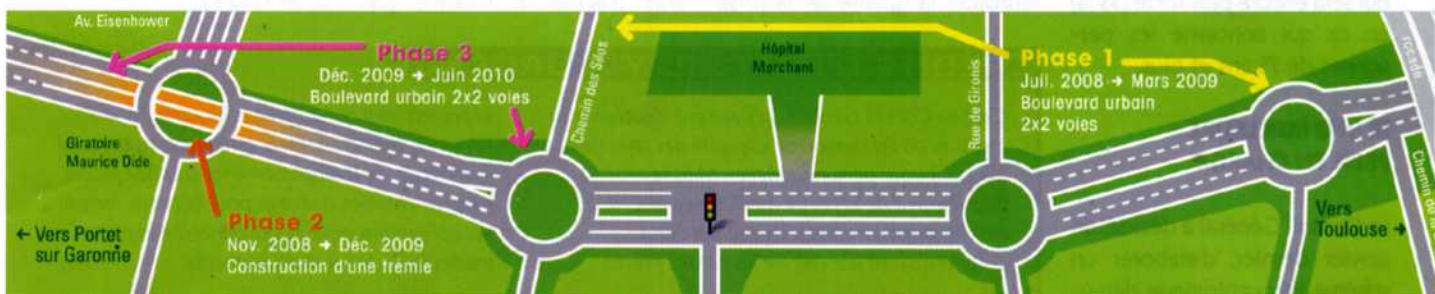 Av. Eisenhower
Phase 3
Déc. 2009 → Juin 2010
Boulevard urbain 2x2 voies
Giratoire
Maurice Dide
← Vers Portet
sur Garonne
Phase 2
Nov. 2008 → Déc. 2009
Construction d'une trémie
Chemin des Silos
Hôpital
Marchant
Rue de Gironis
Phase 1
Juil. 2008 → Mars 2009
Boulevard urbain
2x2 voies
rocade
Vers
Toulouse →
Chemin de